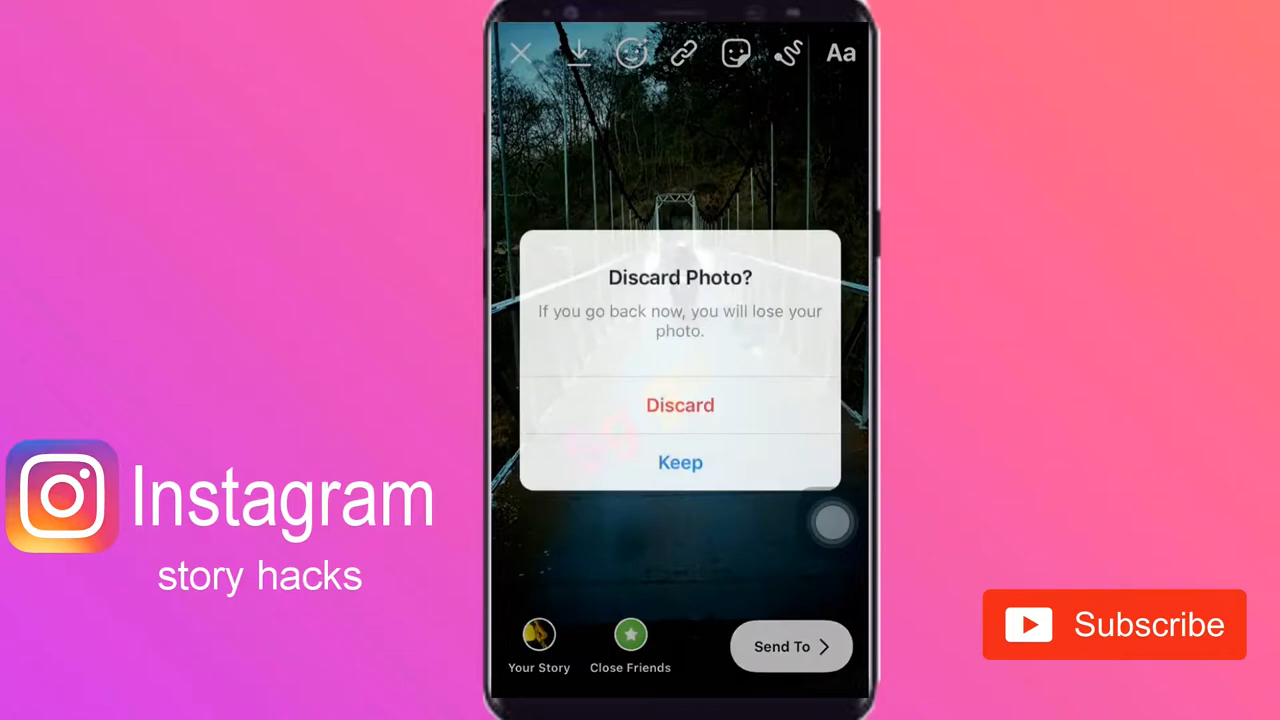 Aa
Discard Photo?
If you go back now, you will lose your
photo.
Discard
Keep
Instagram
story hacks
Your Story
Close Friends
Send To
Subscribe